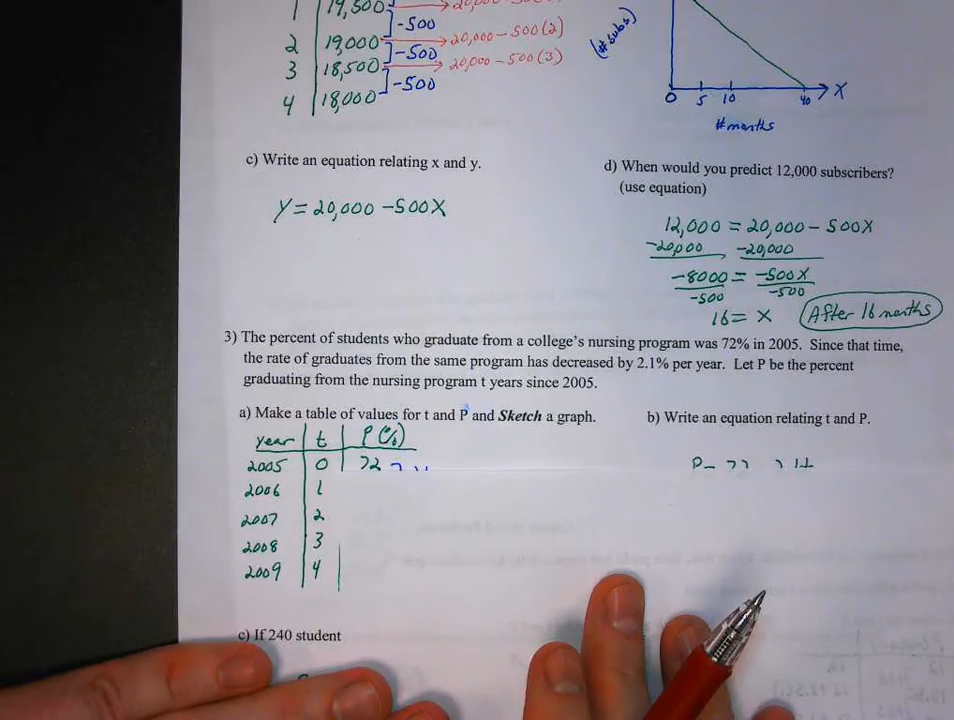 1 19,500
-500
2 19,000 20,000-500(2)
-500
3 18,500 20,000-500(3)
-500
4 18,000
(# subs)
0 5 10 40 X
# months
c) Write an equation relating x and y.
Y=20,000-500X
d) When would you predict 12,000 subscribers?
(use equation)
12,000 = 20,000 - 500X
-20,000 -20,000
-8000 = -500X
-500 -500
16 = X After 16 months
3) The percent of students who graduate from a college's nursing program was 72% in 2005. Since that time,
the rate of graduates from the same program has decreased by 2.1% per year. Let P be the percent
graduating from the nursing program t years since 2005.
a) Make a table of values for t and P and Sketch a graph.
year t P(%)
2005 0 72
2006 1
2007 2
2008 3
2009 4
b) Write an equation relating t and P.
c) If 240 student